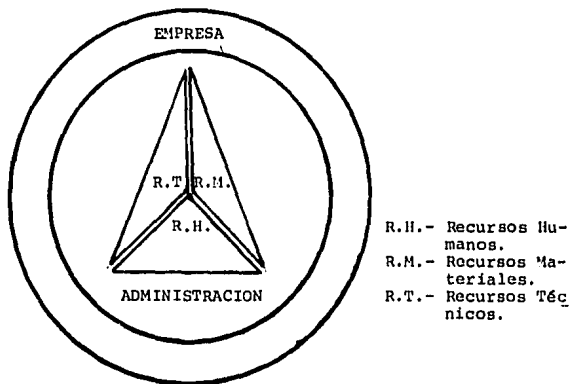 EMPRESA
R.T. R.M.
R.H.
ADMINISTRACION
R.H.- Recursos Hu-
manos.
R.M.- Recursos Ma-
teriales.
R.T.- Recursos Téc
nicos.